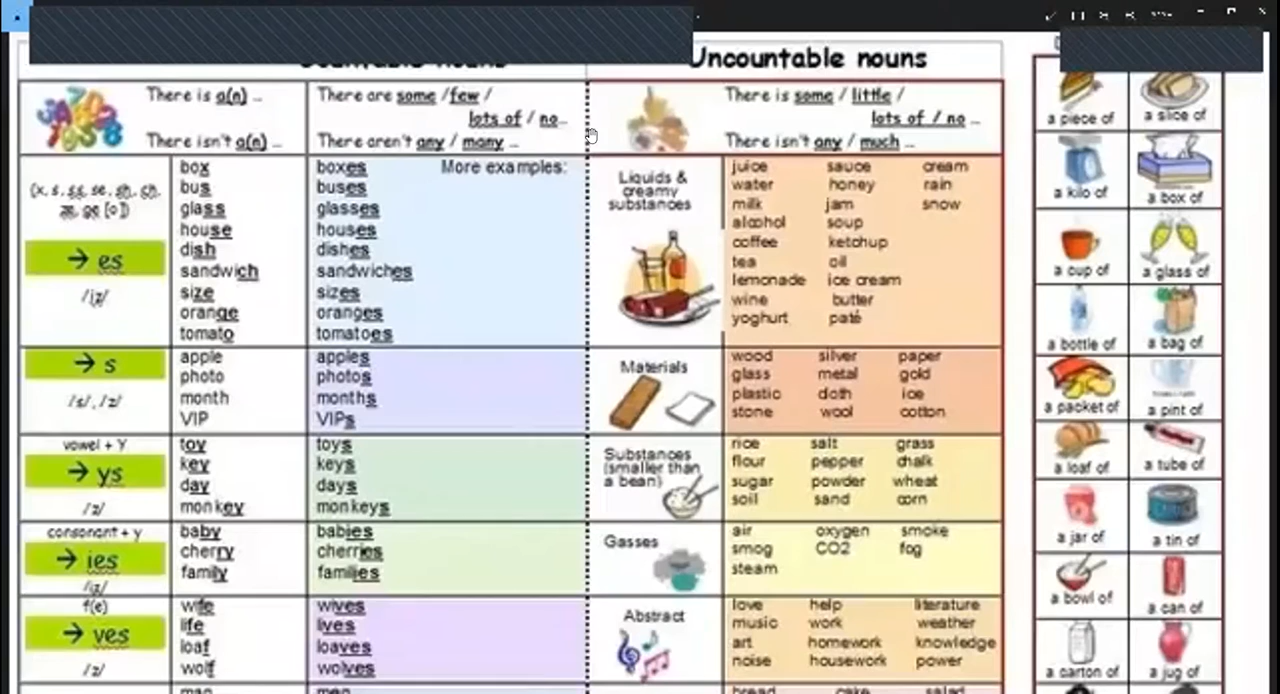 Uncountable nouns
There is a(n) ...
There isn't a(n) ...
There are some / few /
lots of / no...
There aren't any / many ...
There is some / little /
lots of / no ...
There isn't any / much ...
→ es
/ɪz/
box
bus
glass
house
dish
sandwich
size
orange
tomato
boxes More examples:
buses
glasses
houses
dishes
sandwiches
sizes
oranges
tomatoes
→ s
/s/, /z/
apple
photo
month
VIP
apples
photos
months
VIPs
vowel + Y
→ ys
/z/
toy
key
day
monkey
toys
keys
days
monkeys
consonant + y
→ ies
baby
cherry
family
babies
cherries
families
f(e)
→ ves
/z/
wife
life
loaf
wolf
wives
lives
loaves
wolves
man
men
Liquids &
creamy
substances
juice sauce cream
water honey rain
milk jam snow
alcohol soup
coffee ketchup
tea oil
lemonade ice cream
wine butter
yoghurt paté
Materials
wood silver paper
glass metal gold
plastic cloth ice
stone wool cotton
Substances
(smaller than
a bean)
rice salt grass
flour pepper chalk
sugar powder wheat
soil sand corn
Gasses
air oxygen smoke
smog CO2 fog
steam
Abstract
love help literature
music work weather
art homework knowledge
noise housework power
bread cake salad
a piece of a slice of
a kilo of a box of
a cup of a glass of
a bottle of a bag of
a packet of a pint of
a loaf of a tube of
a jar of a tin of
a bowl of a can of
a carton of a jug of